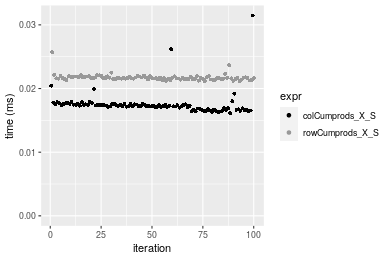 0.03
0.02
0.01
0.00
time (ms)
0
25
50
75
100
iteration
expr
colCumprods_X_S
rowCumprods_X_S